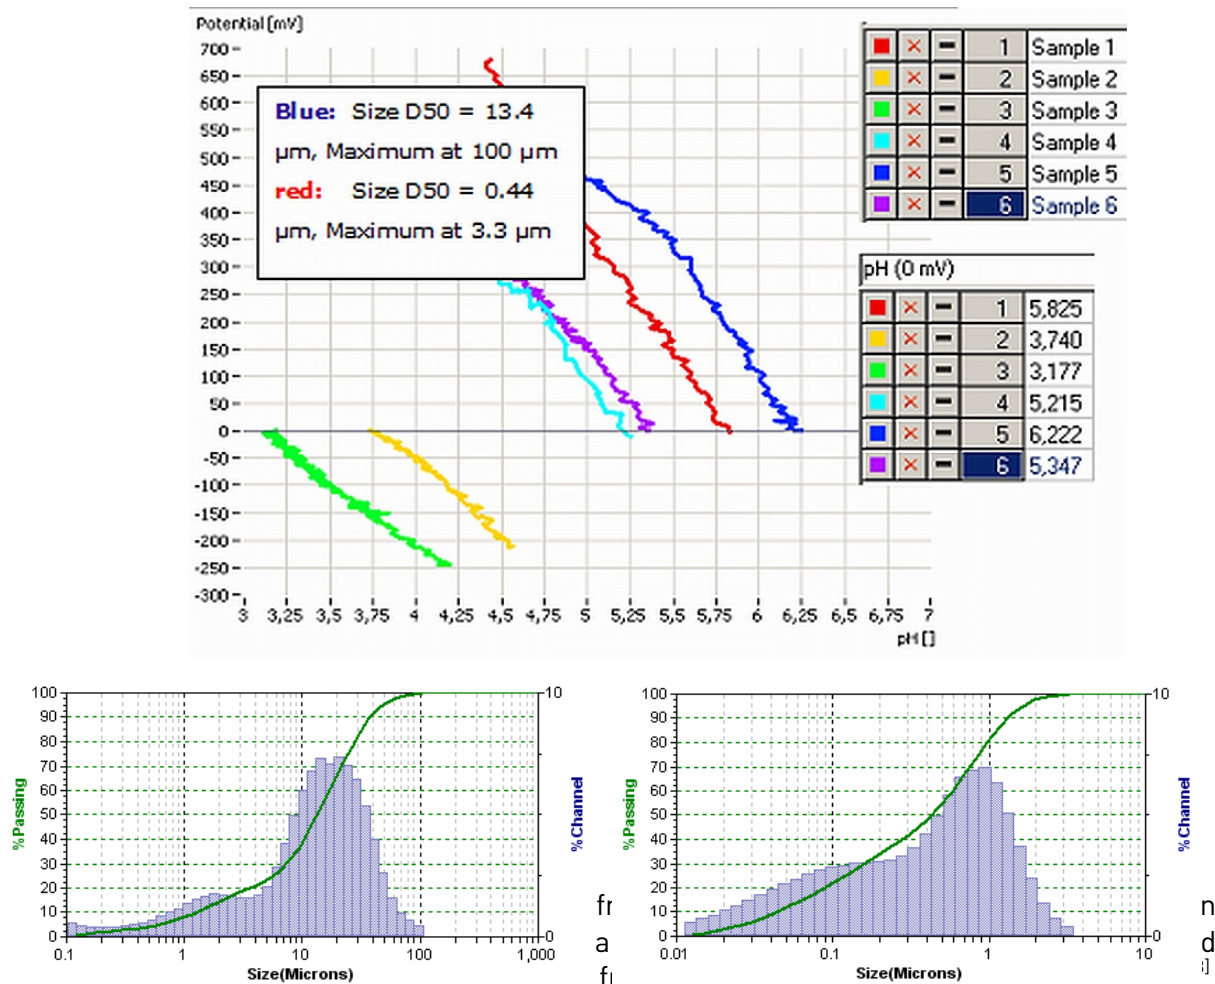 Potential [mV]
700
650
600
550
500
450
400
350
300
250
200
150
100
50
0
-50
-100
-150
-200
-250
-300
3 3,25 3,5 3,75 4 4,25 4,5 4,75 5 5,25 5,5 5,75 6 6,25 6,5 6,75 7
pH []
Blue: Size D50 = 13.4
µm, Maximum at 100 µm
red: Size D50 = 0.44
µm, Maximum at 3.3 µm
1 Sample 1
2 Sample 2
3 Sample 3
4 Sample 4
5 Sample 5
6 Sample 6
pH (0 mV)
1 5,825
2 3,740
3 3,177
4 5,215
5 6,222
6 5,347
%Passing
100
90
80
70
60
50
40
30
20
10
0
0.1 1 10 100 1,000
Size(Microns)
10
0
%Channel
%Passing
100
90
80
70
60
50
40
30
20
10
0
0.01 0.1 1 10
Size(Microns)
10
0
%Channel